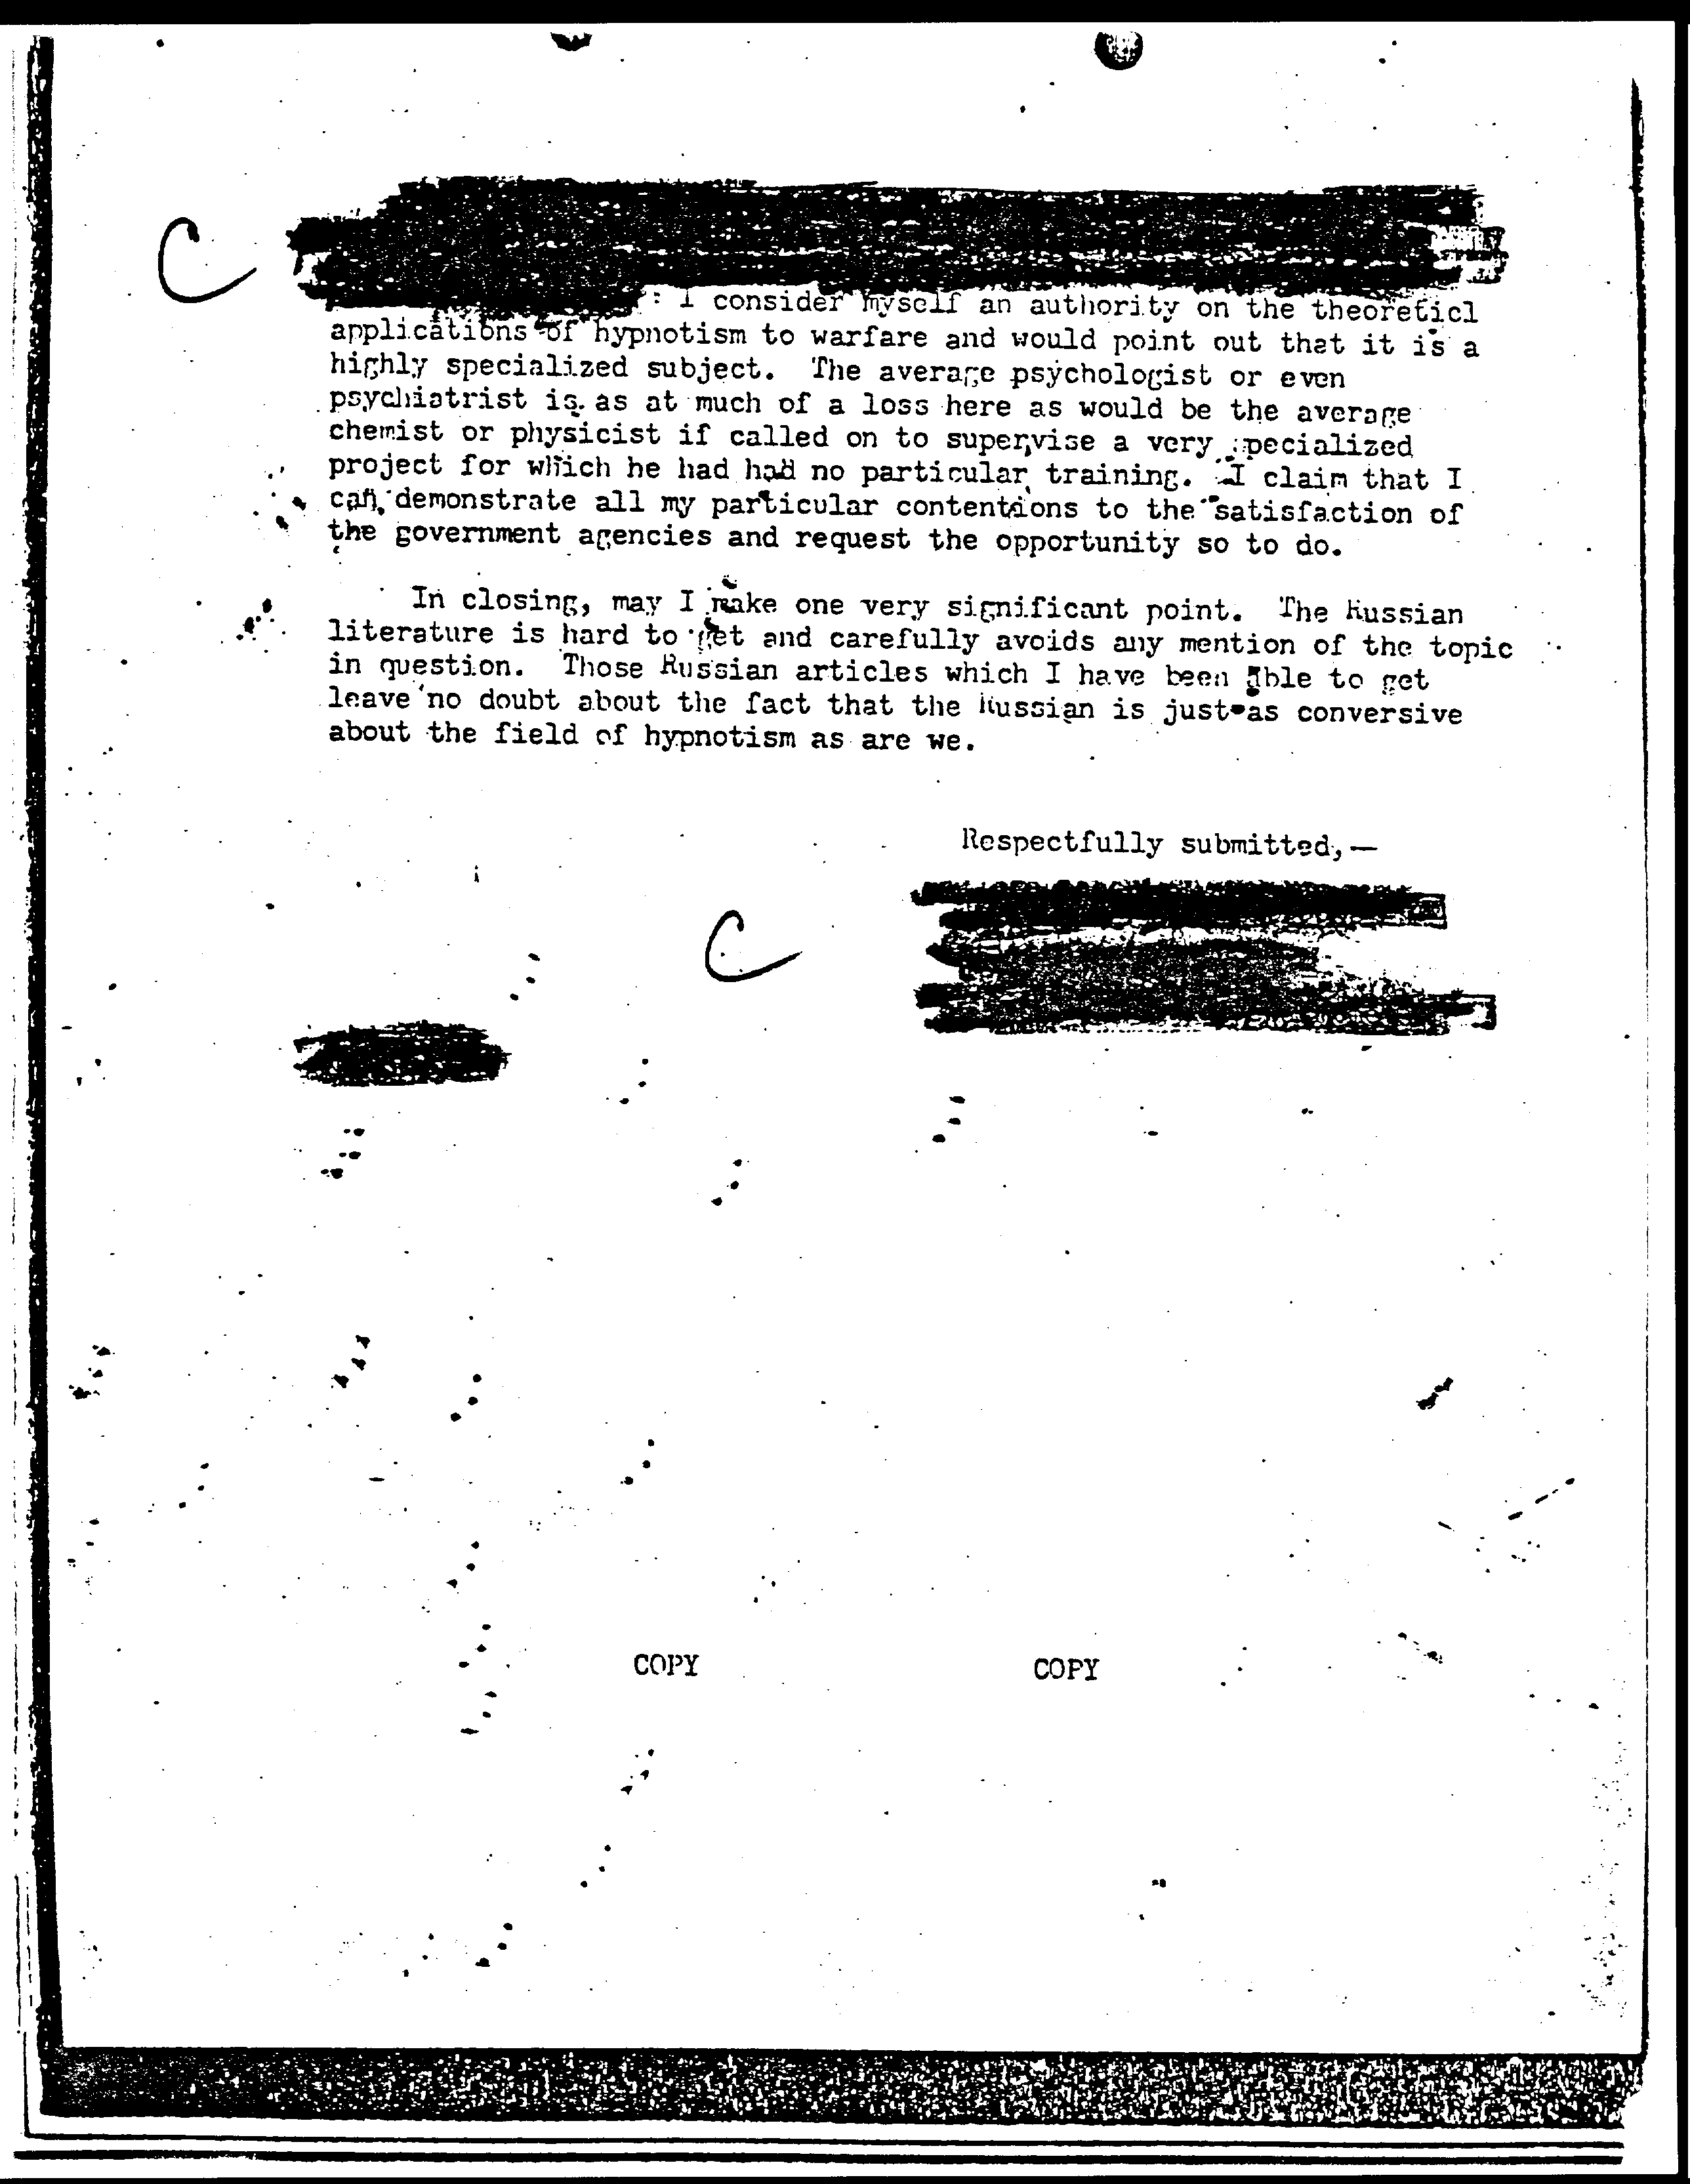 C
: I consider myself an authority on the theoreticl
applications of hypnotism to warfare and would point out that it is a
highly specialized subject. The average psychologist or even
psychiatrist is as at much of a loss here as would be the average
chemist or physicist if called on to supervise a very specialized
project for which he had had no particular training. I claim that I
can demonstrate all my particular contentions to the satisfaction of
the government agencies and request the opportunity so to do.
In closing, may I make one very significant point. The Russian
literature is hard to get and carefully avoids any mention of the topic
in question. Those Russian articles which I have been able to get
leave no doubt about the fact that the Russian is just as conversive
about the field of hypnotism as are we.
Respectfully submitted,—
C
COPY COPY